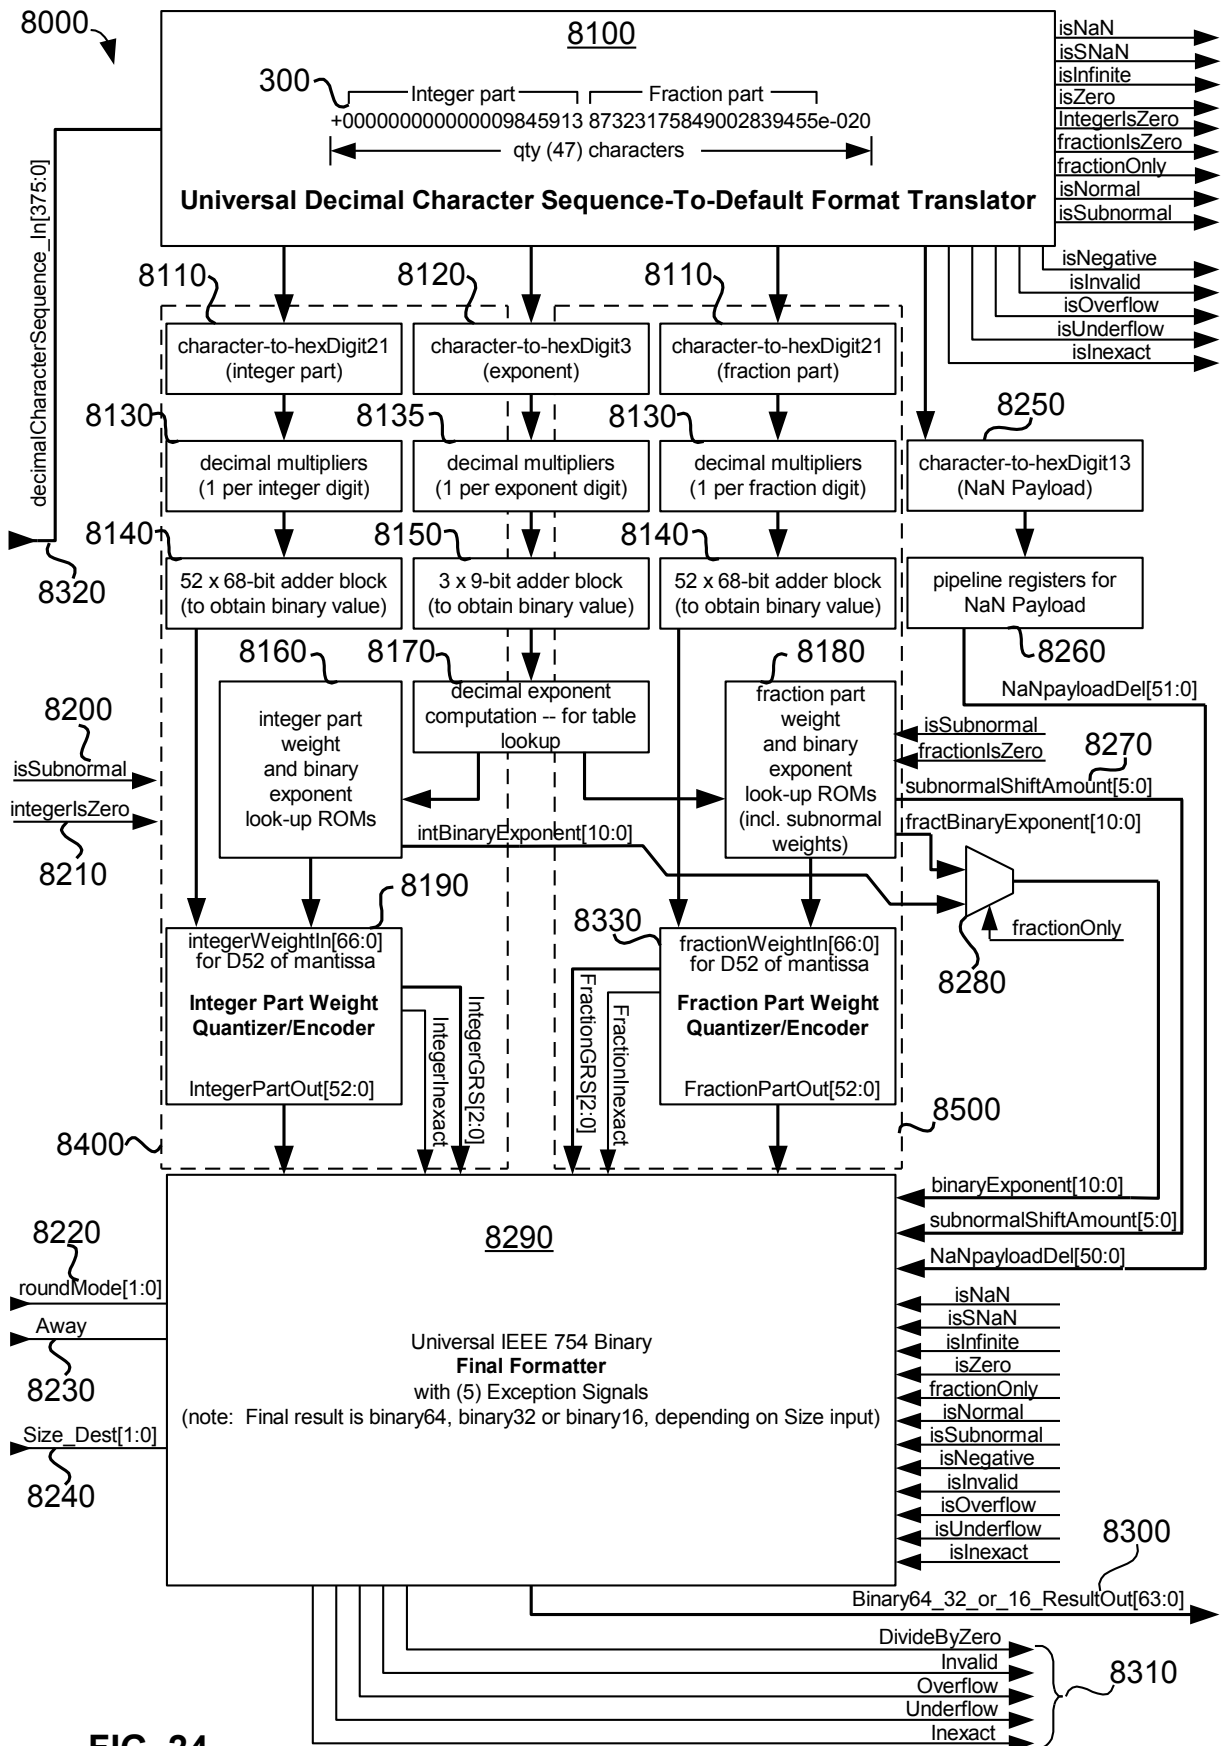 8000
8100
300
Integer part
Fraction part
+000000000000009845913 873231758490028394​55e-020
qty (47) characters
Universal Decimal Character Sequence-To-Default Format Translator
isNaN
isSNaN
isInfinite
isZero
IntegerIsZero
fractionIsZero
fractionOnly
isNormal
isSubnormal
isNegative
isInvalid
isOverflow
isUnderflow
isInexact
decimalCharacterSequence_In[375:0]
8320
8110
8120
8110
character-to-hexDigit21
(integer part)
character-to-hexDigit3
(exponent)
character-to-hexDigit21
(fraction part)
8130
8135
8130
8250
decimal multipliers
(1 per integer digit)
decimal multipliers
(1 per exponent digit)
decimal multipliers
(1 per fraction digit)
character-to-hexDigit13
(NaN Payload)
8140
8150
8140
52 x 68-bit adder block
(to obtain binary value)
3 x 9-bit adder block
(to obtain binary value)
52 x 68-bit adder block
(to obtain binary value)
pipeline registers for
NaN Payload
8160
8170
8180
8260
NaNpayloadDel[51:0]
integer part
weight
and binary
exponent
look-up ROMs
decimal exponent
computation -- for table
lookup
fraction part
weight
and binary
exponent
look-up ROMs
(incl. subnormal
weights)
8200
isSubnormal
integerIsZero
8210
isSubnormal
fractionIsZero
8270
subnormalShiftAmount[5:0]
fractBinaryExponent[10:0]
intBinaryExponent[10:0]
fractionOnly
8280
8190
8330
integerWeightIn[66:0]
for D52 of mantissa
Integer Part Weight
Quantizer/Encoder
IntegerPartOut[52:0]
IntegerInexact
IntegerGRS[2:0]
FractionGRS[2:0]
FractionInexact
fractionWeightIn[66:0]
for D52 of mantissa
Fraction Part Weight
Quantizer/Encoder
FractionPartOut[52:0]
8400
8500
binaryExponent[10:0]
subnormalShiftAmount[5:0]
NaNpayloadDel[50:0]
8290
8220
roundMode[1:0]
Away
8230
Size_Dest[1:0]
8240
Universal IEEE 754 Binary
Final Formatter
with (5) Exception Signals
(note: Final result is binary64, binary32 or binary16, depending on Size input)
isNaN
isSNaN
isInfinite
isZero
fractionOnly
isNormal
isSubnormal
isNegative
isInvalid
isOverflow
isUnderflow
isInexact
8300
Binary64_32_or_16_ResultOut[63:0]
DivideByZero
Invalid
Overflow
Underflow
Inexact
8310
FIG. 24